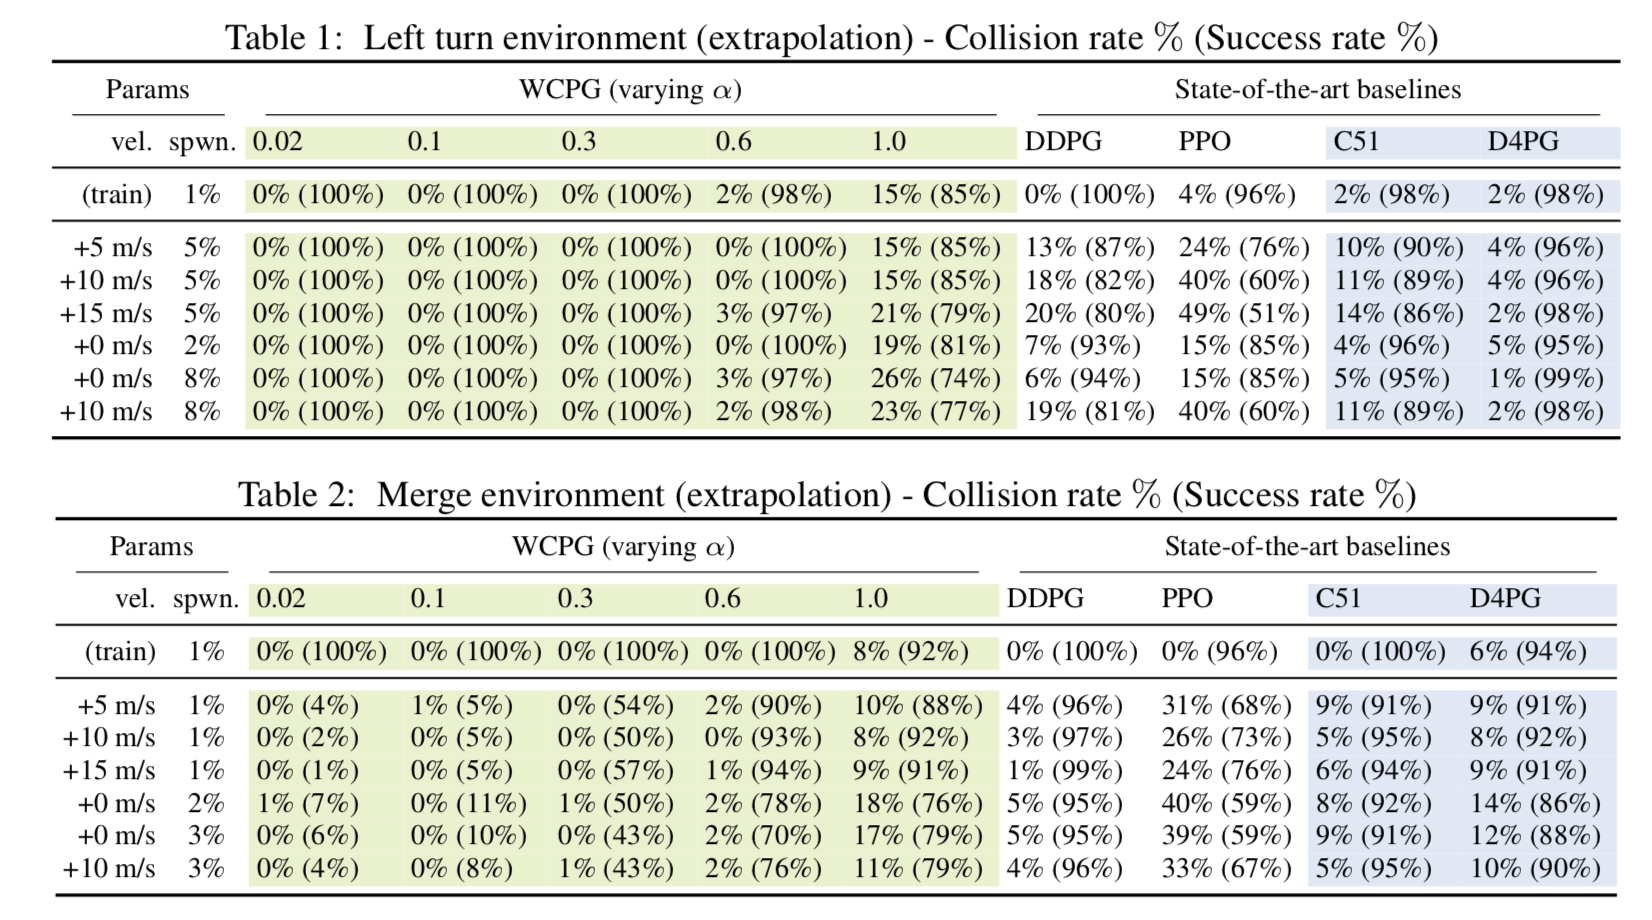 Table 1: Left turn environment (extrapolation) - Collision rate % (Success rate %)
Params WCPG (varying α) State-of-the-art baselines
vel. spwn. 0.02 0.1 0.3 0.6 1.0 DDPG PPO C51 D4PG
(train) 1% 0% (100%) 0% (100%) 0% (100%) 2% (98%) 15% (85%) 0% (100%) 4% (96%) 2% (98%) 2% (98%)
+5 m/s 5% 0% (100%) 0% (100%) 0% (100%) 0% (100%) 15% (85%) 13% (87%) 24% (76%) 10% (90%) 4% (96%)
+10 m/s 5% 0% (100%) 0% (100%) 0% (100%) 0% (100%) 15% (85%) 18% (82%) 40% (60%) 11% (89%) 4% (96%)
+15 m/s 5% 0% (100%) 0% (100%) 0% (100%) 3% (97%) 21% (79%) 20% (80%) 49% (51%) 14% (86%) 2% (98%)
+0 m/s 2% 0% (100%) 0% (100%) 0% (100%) 0% (100%) 19% (81%) 7% (93%) 15% (85%) 4% (96%) 5% (95%)
+0 m/s 8% 0% (100%) 0% (100%) 0% (100%) 3% (97%) 26% (74%) 6% (94%) 15% (85%) 5% (95%) 1% (99%)
+10 m/s 8% 0% (100%) 0% (100%) 0% (100%) 2% (98%) 23% (77%) 19% (81%) 40% (60%) 11% (89%) 2% (98%)
Table 2: Merge environment (extrapolation) - Collision rate % (Success rate %)
Params WCPG (varying α) State-of-the-art baselines
vel. spwn. 0.02 0.1 0.3 0.6 1.0 DDPG PPO C51 D4PG
(train) 1% 0% (100%) 0% (100%) 0% (100%) 0% (100%) 8% (92%) 0% (100%) 0% (96%) 0% (100%) 6% (94%)
+5 m/s 1% 0% (4%) 1% (5%) 0% (54%) 2% (90%) 10% (88%) 4% (96%) 31% (68%) 9% (91%) 9% (91%)
+10 m/s 1% 0% (2%) 0% (5%) 0% (50%) 0% (93%) 8% (92%) 3% (97%) 26% (73%) 5% (95%) 8% (92%)
+15 m/s 1% 0% (1%) 0% (5%) 0% (57%) 1% (94%) 9% (91%) 1% (99%) 24% (76%) 6% (94%) 9% (91%)
+0 m/s 2% 1% (7%) 0% (11%) 1% (50%) 2% (78%) 18% (76%) 5% (95%) 40% (59%) 8% (92%) 14% (86%)
+0 m/s 3% 0% (6%) 0% (10%) 0% (43%) 2% (70%) 17% (79%) 5% (95%) 39% (59%) 9% (91%) 12% (88%)
+10 m/s 3% 0% (4%) 0% (8%) 1% (43%) 2% (76%) 11% (79%) 4% (96%) 33% (67%) 5% (95%) 10% (90%)